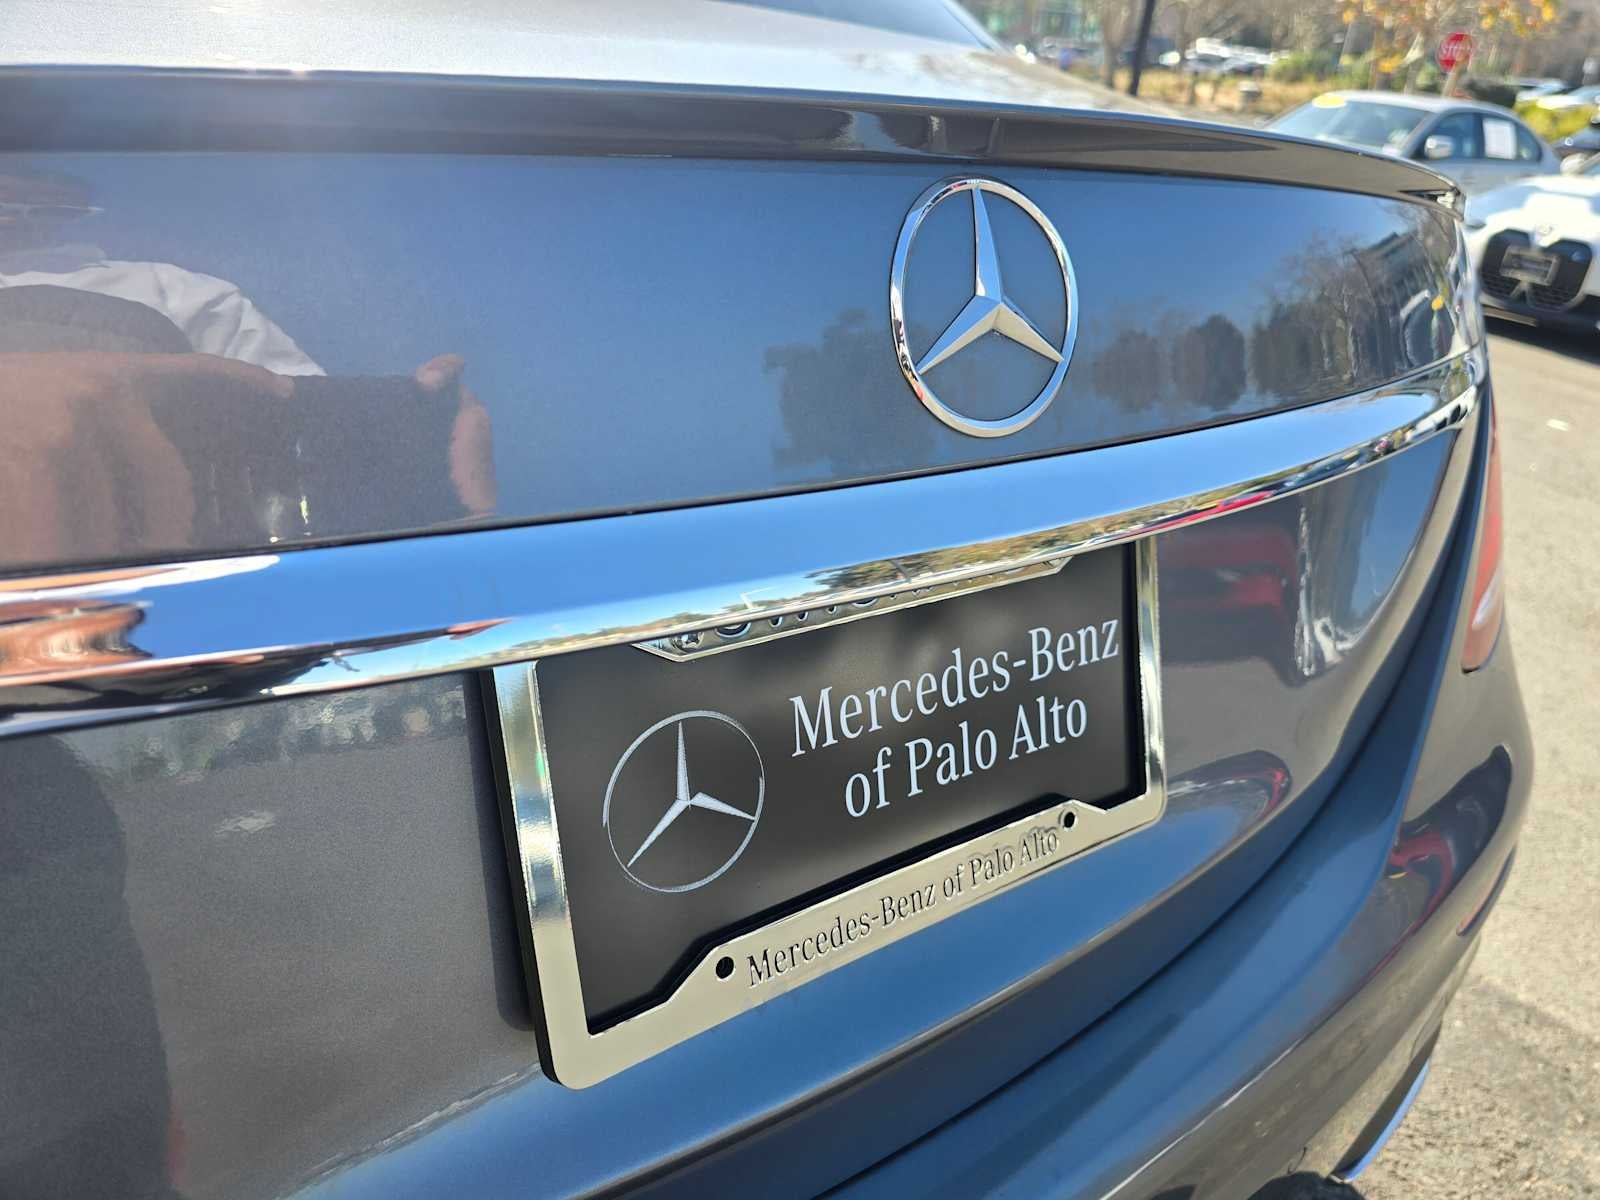 Mercedes-Benz
of Palo Alto
Mercedes-Benz of Palo Alto